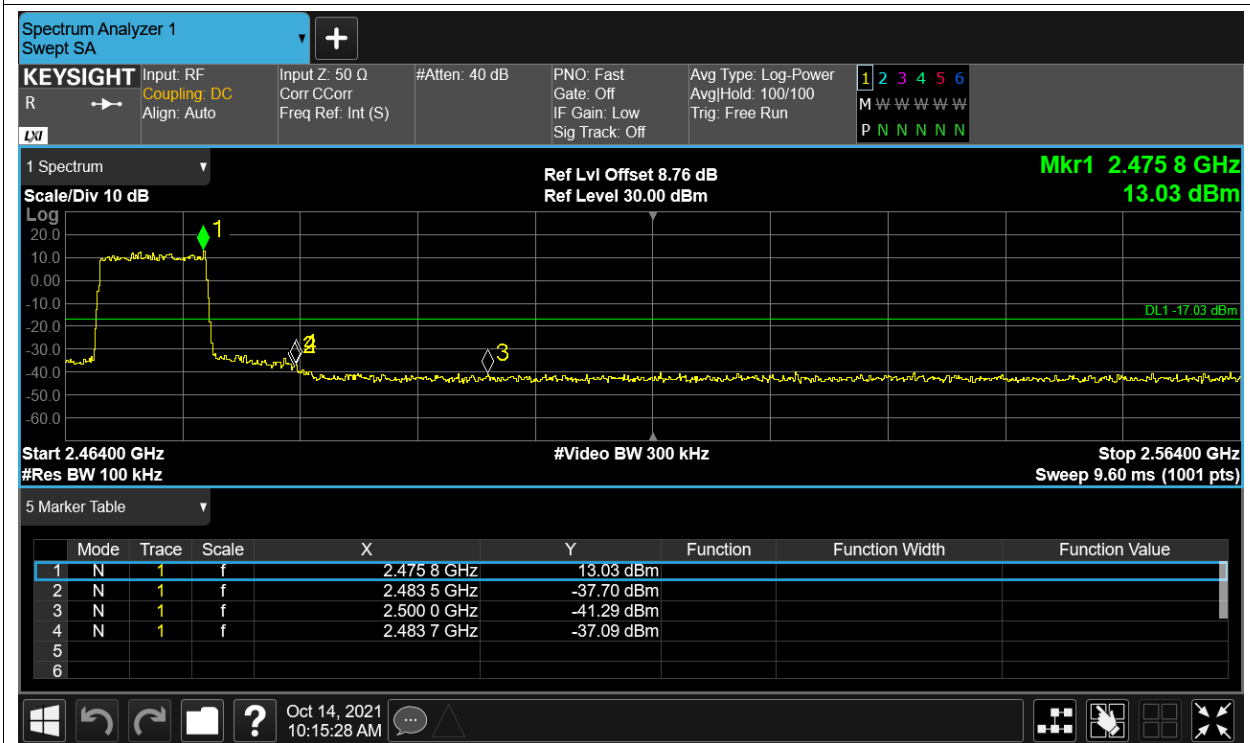 Spectrum Analyzer 1
Swept SA
KEYSIGHT Input: RF Input Z: 50 Ω #Atten: 40 dB PNO: Fast Avg Type: Log-Power 1 2 3 4 5 6
R Coupling: DC Corr CCorr Gate: Off Avg|Hold: 100/100 M W W W W W W
Align: Auto Freq Ref: Int (S) IF Gain: Low Trig: Free Run
LXI Sig Track: Off P N N N N N N
1 Spectrum Ref Lvl Offset 8.76 dB Mkr1 2.475 8 GHz
Scale/Div 10 dB Ref Level 30.00 dBm 13.03 dBm
Log
20.0 1
10.0
0.00
-10.0 DL1 -17.03 dBm
-20.0
-30.0 3
-40.0
-50.0
-60.0
Start 2.46400 GHz #Video BW 300 kHz Stop 2.56400 GHz
#Res BW 100 kHz Sweep 9.60 ms (1001 pts)
5 Marker Table
Mode Trace Scale X Y Function Function Width Function Value
1 N 1 f 2.475 8 GHz 13.03 dBm
2 N 1 f 2.483 5 GHz -37.70 dBm
3 N 1 f 2.500 0 GHz -41.29 dBm
4 N 1 f 2.483 7 GHz -37.09 dBm
5
6
? Oct 14, 2021
10:15:28 AM